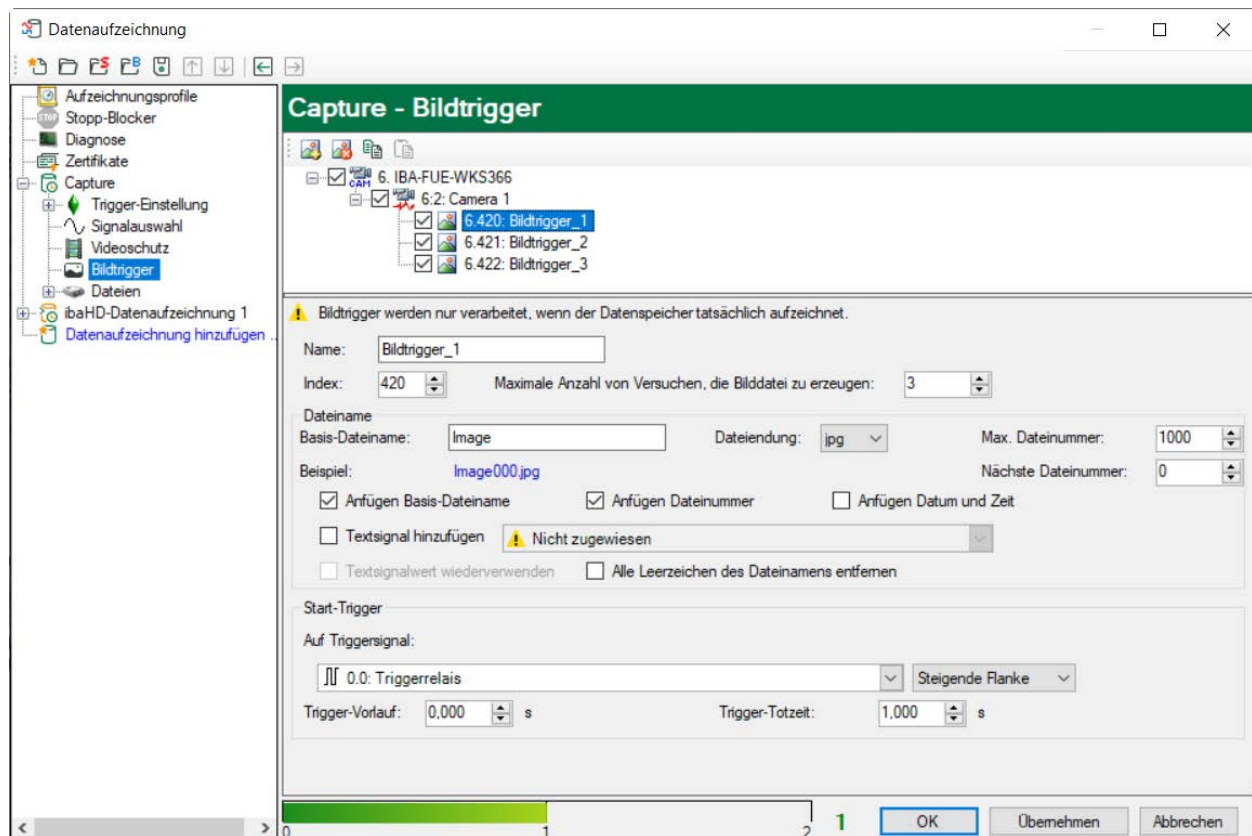 Datenaufzeichnung
Aufzeichnungsprofile
Stopp-Blocker
Diagnose
Zertifikate
Capture
Trigger-Einstellung
Signalauswahl
Videoschutz
Bildtrigger
Dateien
ibaHD-Datenaufzeichnung 1
Datenaufzeichnung hinzufügen ..
Capture - Bildtrigger
CAM 6. IBA-FUE-WKS366
6:2: Camera 1
6.420: Bildtrigger_1
6.421: Bildtrigger_2
6.422: Bildtrigger_3
Bildtrigger werden nur verarbeitet, wenn der Datenspeicher tatsächlich aufzeichnet.
Name: Bildtrigger_1
Index: 420 Maximale Anzahl von Versuchen, die Bilddatei zu erzeugen: 3
Dateiname
Basis-Dateiname: Image Dateiendung: jpg Max. Dateinummer: 1000
Beispiel: Image000.jpg Nächste Dateinummer: 0
Anfügen Basis-Dateiname Anfügen Dateinummer Anfügen Datum und Zeit
Textsignal hinzufügen Nicht zugewiesen
Textsignalwert wiederverwenden Alle Leerzeichen des Dateinamens entfernen
Start-Trigger
Auf Triggersignal:
0.0: Triggerrelais Steigende Flanke
Trigger-Vorlauf: 0,000 s Trigger-Totzeit: 1,000 s
0 1 2 1 OK Übernehmen Abbrechen